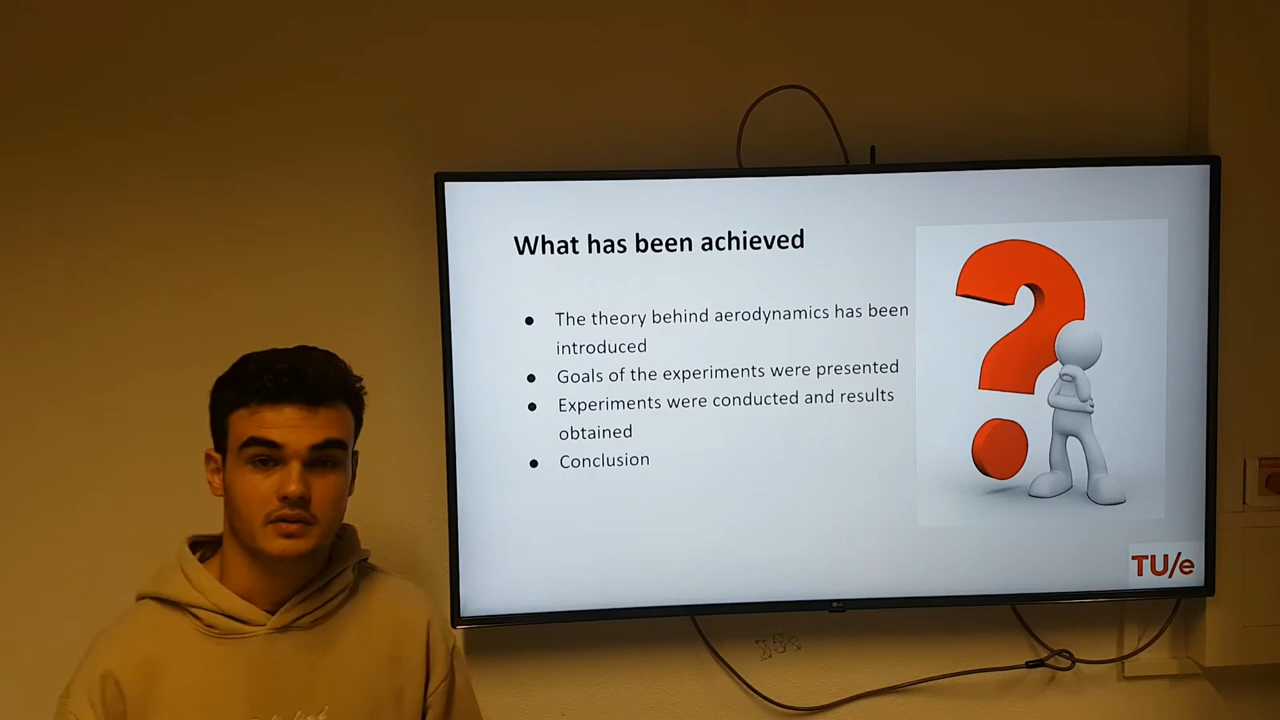 What has been achieved
● The theory behind aerodynamics has been
introduced
● Goals of the experiments were presented
● Experiments were conducted and results
obtained
● Conclusion
TU/e
LG